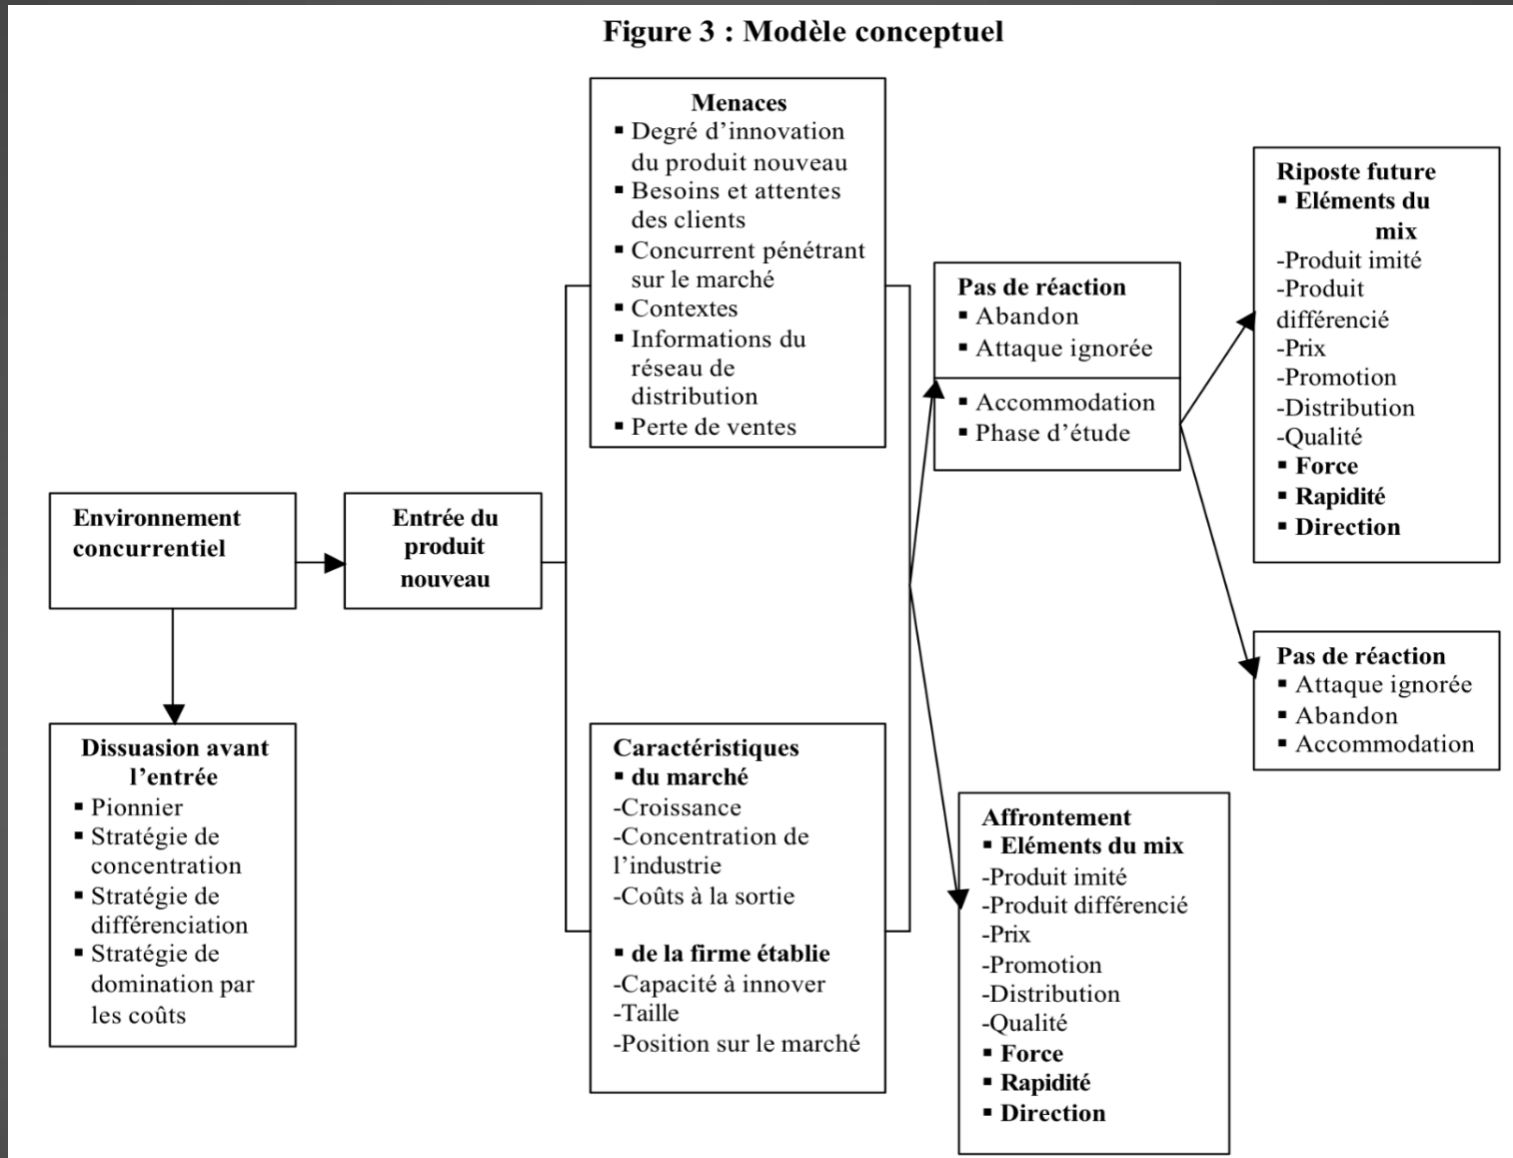 Figure 3 : Modèle conceptuel
Environnement
concurrentiel
Dissuasion avant
l’entrée
▪ Pionnier
▪ Stratégie de
concentration
▪ Stratégie de
différenciation
▪ Stratégie de
domination par
les coûts
Entrée du
produit
nouveau
Menaces
▪ Degré d’innovation
du produit nouveau
▪ Besoins et attentes
des clients
▪ Concurrent pénétrant
sur le marché
▪ Contextes
▪ Informations du
réseau de
distribution
▪ Perte de ventes
Caractéristiques
▪ du marché
-Croissance
-Concentration de
l’industrie
-Coûts à la sortie
▪ de la firme établie
-Capacité à innover
-Taille
-Position sur le marché
Pas de réaction
▪ Abandon
▪ Attaque ignorée
▪ Accommodation
▪ Phase d’étude
Affrontement
▪ Eléments du mix
-Produit imité
-Produit différencié
-Prix
-Promotion
-Distribution
-Qualité
▪ Force
▪ Rapidité
▪ Direction
Riposte future
▪ Eléments du
mix
-Produit imité
-Produit
différencié
-Prix
-Promotion
-Distribution
-Qualité
▪ Force
▪ Rapidité
▪ Direction
Pas de réaction
▪ Attaque ignorée
▪ Abandon
▪ Accommodation